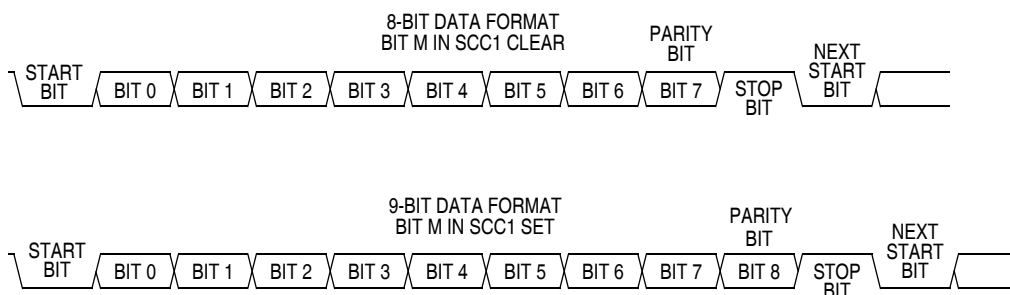 8-BIT DATA FORMAT
BIT M IN SCC1 CLEAR
PARITY
BIT
START
BIT
BIT 0
BIT 1
BIT 2
BIT 3
BIT 4
BIT 5
BIT 6
BIT 7
STOP
BIT
NEXT
START
BIT
9-BIT DATA FORMAT
BIT M IN SCC1 SET
PARITY
BIT
START
BIT
BIT 0
BIT 1
BIT 2
BIT 3
BIT 4
BIT 5
BIT 6
BIT 7
BIT 8
STOP
BIT
NEXT
START
BIT